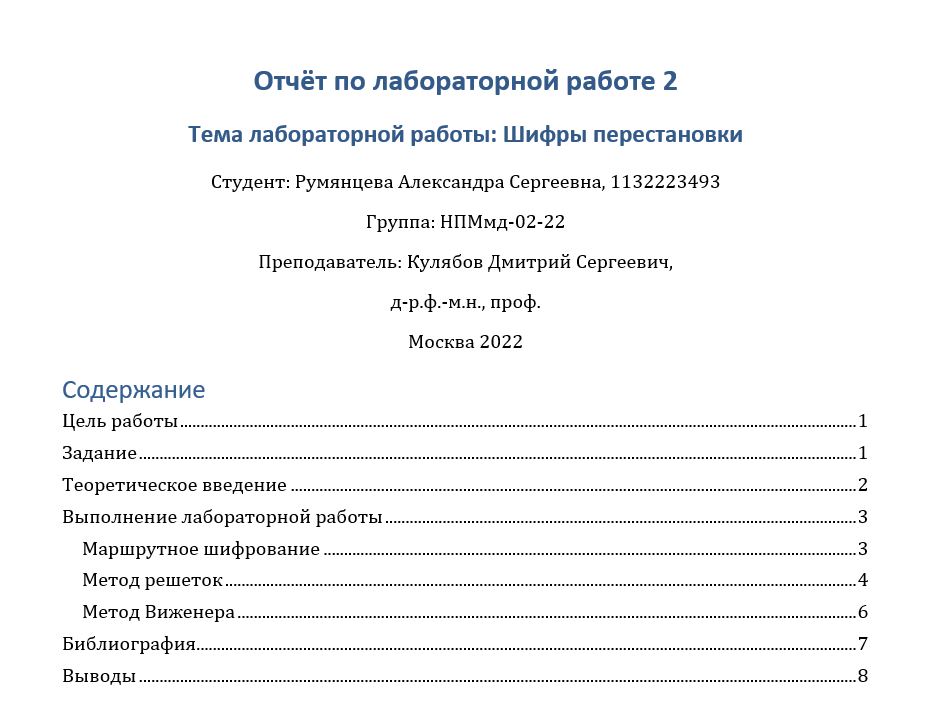 Отчёт по лабораторной работе 2
Тема лабораторной работы: Шифры перестановки
Студент: Румянцева Александра Сергеевна, 1132223493
Группа: НПМмд-02-22
Преподаватель: Кулябов Дмитрий Сергеевич,
д-р.ф.-м.н., проф.
Москва 2022
Содержание
Цель работы 1
Задание 1
Теоретическое введение 2
Выполнение лабораторной работы 3
Маршрутное шифрование 3
Метод решеток 4
Метод Виженера 6
Библиография 7
Выводы 8